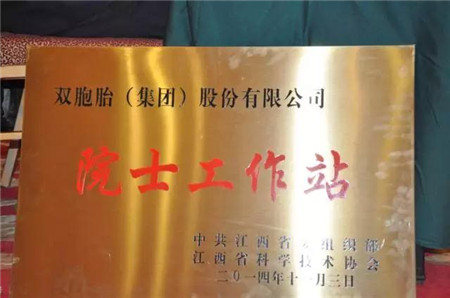 双胞胎（集团）股份有限公司
院士工作站
中共江西省委组织部
江西省科学技术协会
二〇一四年十一月三日